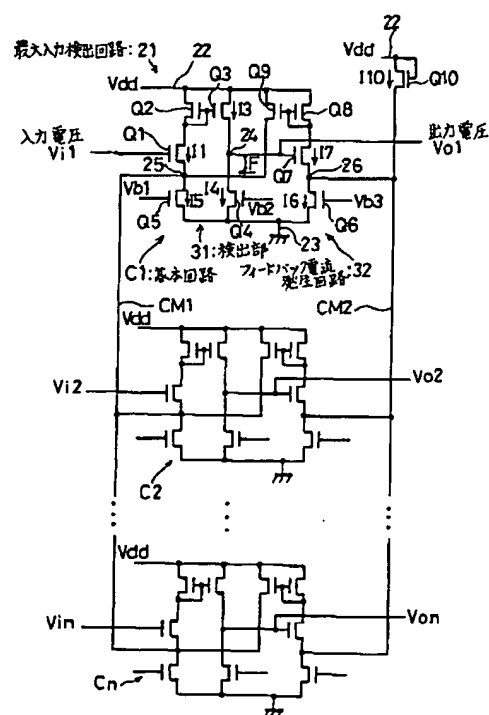 22
Vdd
最大入力検出回路:21
22
Q9
I10
Q10
Vdd
Q3
Q2
I3
Q8
入力電圧
Vi1
Q1
I1
24
出力電圧
Vo1
25
IF
Q7
I7
26
Vb1
I5
I4
Vb2
I6
Vb3
Q5
Q4
23
Q6
31:検出部
C1:基本回路
フィードバック電流
発生回路:32
CM1
CM2
Vdd
Vi2
Vo2
C2
Vdd
Vin
Von
Cn